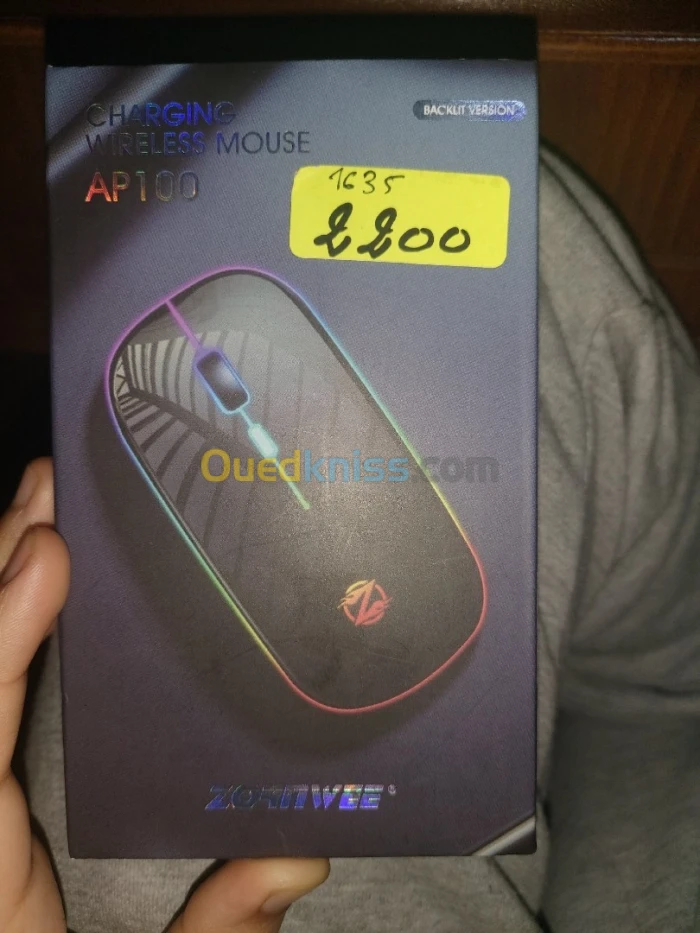 CHARGING
WIRELESS MOUSE
AP100
BACKLIT VERSION
1635
2200
Ouedkniss.com
ZORNWEE